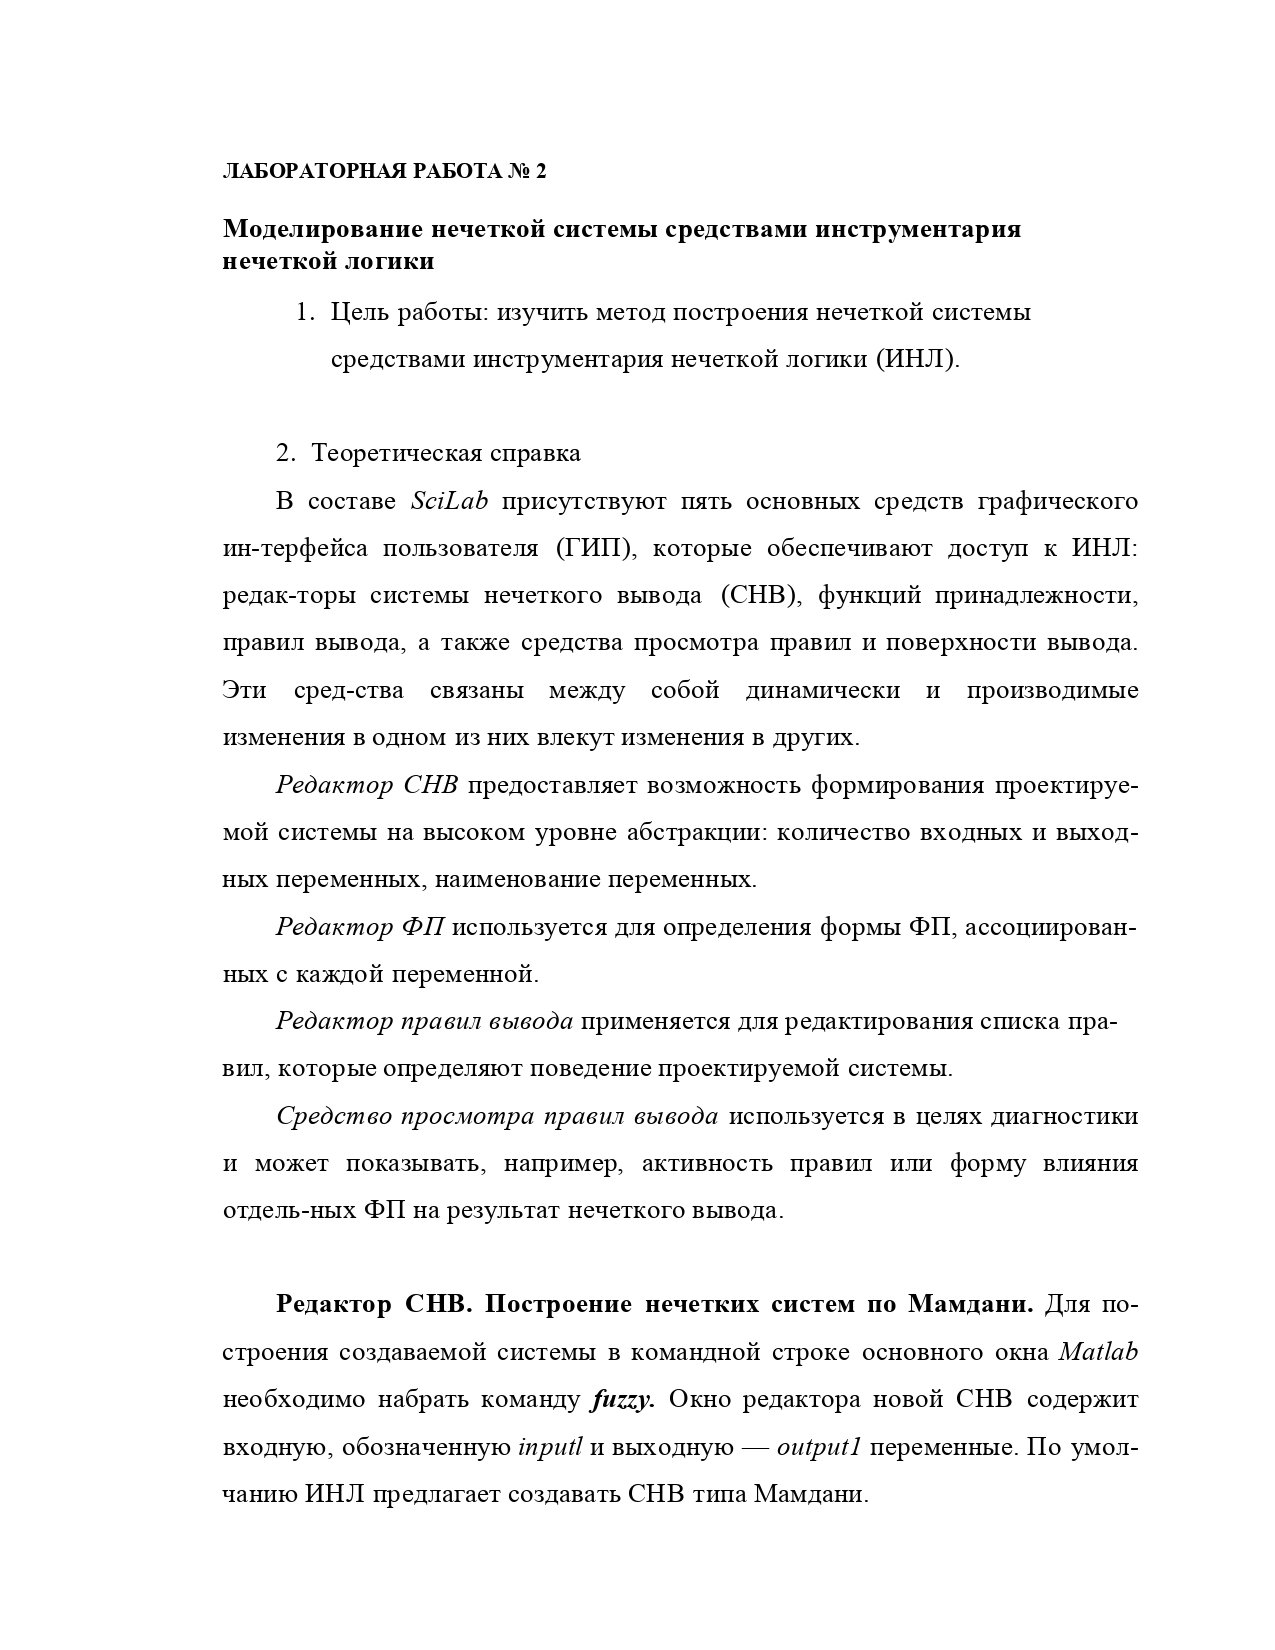 ЛАБОРАТОРНАЯ РАБОТА № 2
Моделирование нечеткой системы средствами инструментария
нечеткой логики
1. Цель работы: изучить метод построения нечеткой системы
средствами инструментария нечеткой логики (ИНЛ).
2. Теоретическая справка
В составе SciLab присутствуют пять основных средств графического
ин-терфейса пользователя (ГИП), которые обеспечивают доступ к ИНЛ:
редак-торы системы нечеткого вывода (СНВ), функций принадлежности,
правил вывода, а также средства просмотра правил и поверхности вывода.
Эти сред-ства связаны между собой динамически и производимые
изменения в одном из них влекут изменения в других.
Редактор СНВ предоставляет возможность формирования проектируе-
мой системы на высоком уровне абстракции: количество входных и выход-
ных переменных, наименование переменных.
Редактор ФП используется для определения формы ФП, ассоциирован-
ных с каждой переменной.
Редактор правил вывода применяется для редактирования списка пра-
вил, которые определяют поведение проектируемой системы.
Средство просмотра правил вывода используется в целях диагностики
и может показывать, например, активность правил или форму влияния
отдель-ных ФП на результат нечеткого вывода.
Редактор СНВ. Построение нечетких систем по Мамдани. Для по-
строения создаваемой системы в командной строке основного окна Matlab
необходимо набрать команду fuzzy. Окно редактора новой СНВ содержит
входную, обозначенную inputl и выходную — output1 переменные. По умол-
чанию ИНЛ предлагает создавать СНВ типа Мамдани.